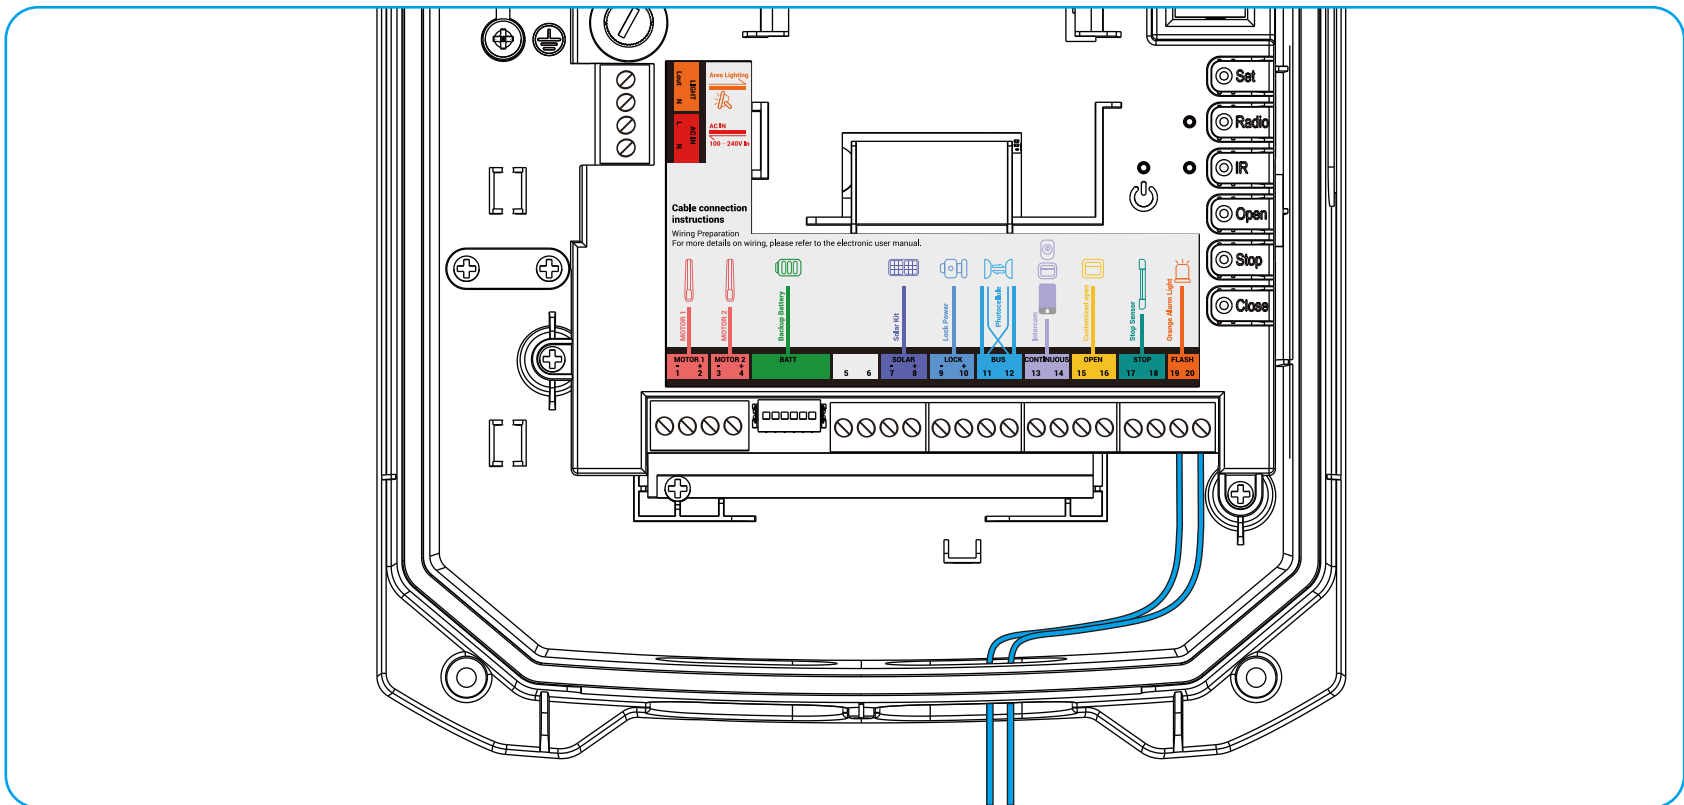 Set
Radio
IR
Open
Stop
Close
LIGHT
Lout N
AC IN
L N
Area Lighting
AC IN
100~240V In
Cable connection
instructions
Wiring Preparation
For more details on wiring, please refer to the electronic user manual.
MOTOR 1
MOTOR 2
Backup Battery
Solar Kit
Lock Power
Photocellule
Intercom
Customized open
Stop Sensor
Orange Alarm Light
MOTOR 1 MOTOR 2 BATT SOLAR LOCK BUS CONTINUOUS OPEN STOP FLASH
- + - + - + - +
1 2 3 4 5 6 7 8 9 10 11 12 13 14 15 16 17 18 19 20